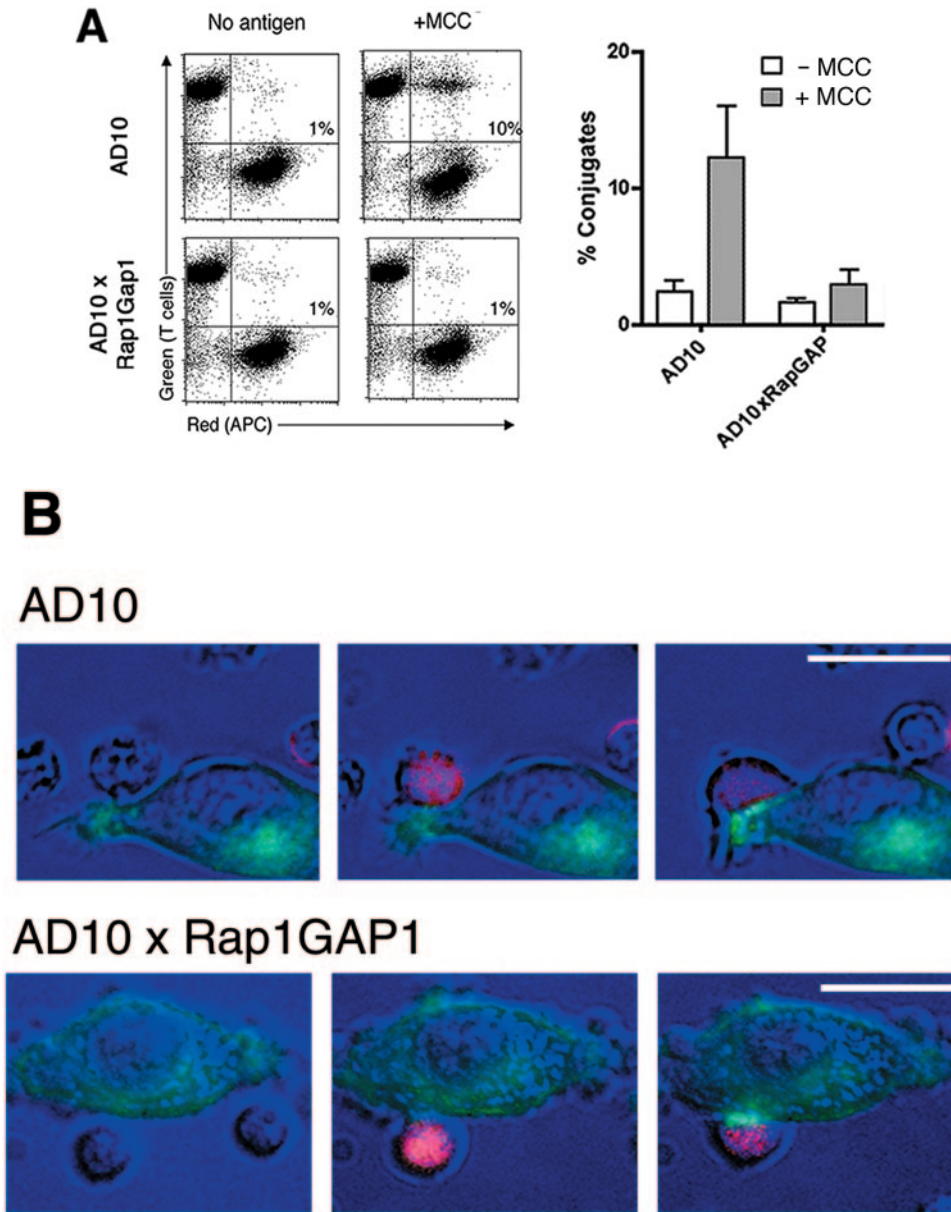 A
No antigen
+MCC⁻
AD10
1%
10%
AD10 x
Rap1Gap1
1%
1%
Green (T cells)
Red (APC)
% Conjugates
20
10
0
– MCC
+ MCC
AD10
AD10xRapGAP
B
AD10
AD10 x Rap1GAP1